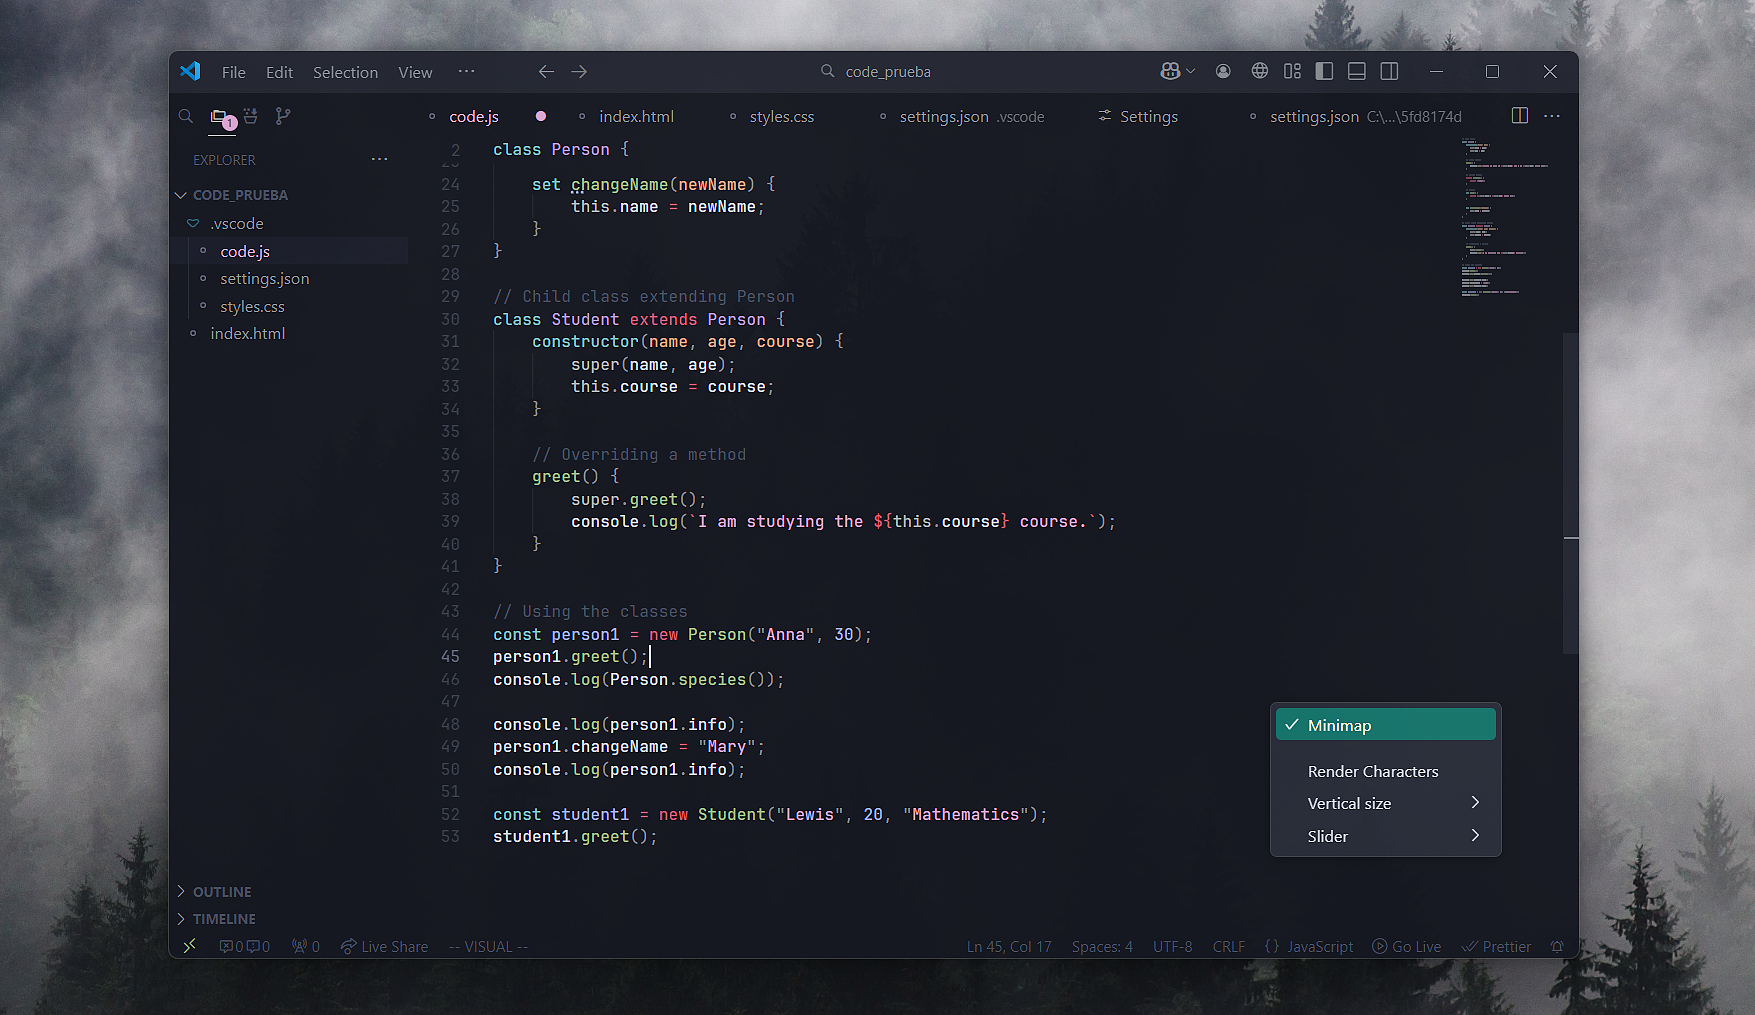 File Edit Selection View ···
code_prueba
1
code.js index.html styles.css settings.json .vscode Settings settings.json C:\...\5fd8174d
EXPLORER ···
CODE_PRUEBA
.vscode
code.js
settings.json
styles.css
index.html
OUTLINE
TIMELINE
2 class Person {
24 set changeName(newName) {
25 this.name = newName;
26 }
27 }
28
29 // Child class extending Person
30 class Student extends Person {
31 constructor(name, age, course) {
32 super(name, age);
33 this.course = course;
34 }
35
36 // Overriding a method
37 greet() {
38 super.greet();
39 console.log(`I am studying the ${this.course} course.`);
40 }
41 }
42
43 // Using the classes
44 const person1 = new Person("Anna", 30);
45 person1.greet();
46 console.log(Person.species());
47
48 console.log(person1.info);
49 person1.changeName = "Mary";
50 console.log(person1.info);
51
52 const student1 = new Student("Lewis", 20, "Mathematics");
53 student1.greet();
Minimap
Render Characters
Vertical size
Slider
0 0 0 Live Share -- VISUAL -- Ln 45, Col 17 Spaces: 4 UTF-8 CRLF {} JavaScript Go Live Prettier